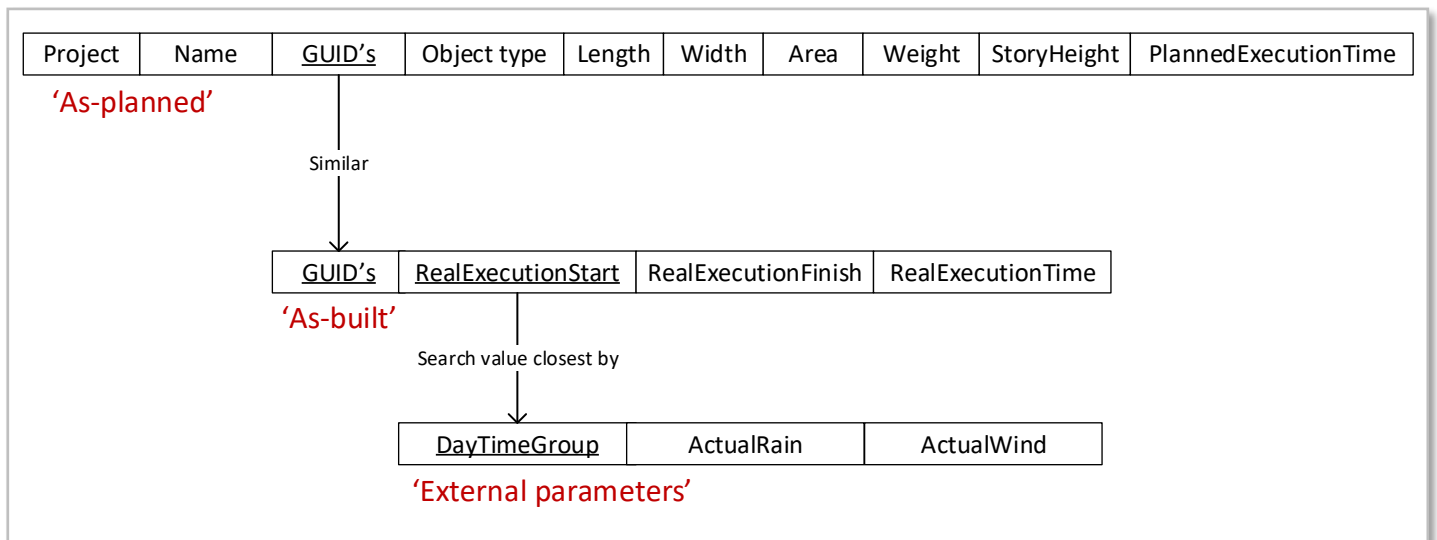 Project Name GUID's Object type Length Width Area Weight StoryHeight PlannedExecutionTime
‘As-planned’
Similar
GUID's RealExecutionStart RealExecutionFinish RealExecutionTime
‘As-built’
Search value closest by
DayTimeGroup ActualRain ActualWind
‘External parameters’